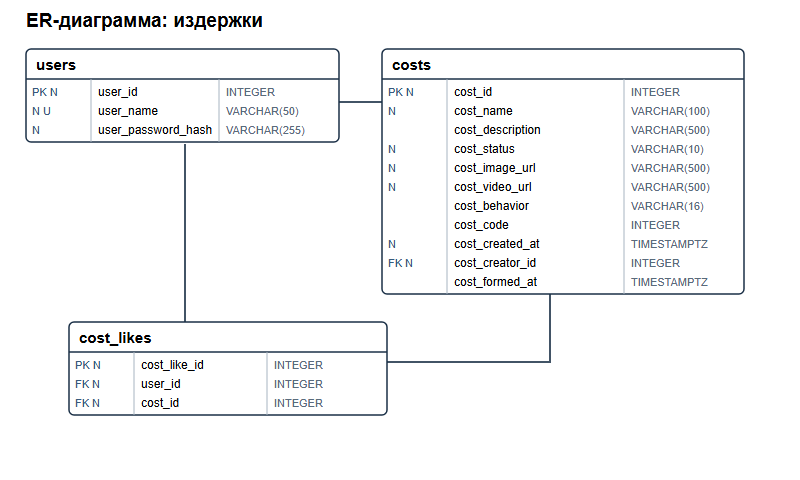 ER-диаграмма: издержки
users
PK N user_id INTEGER
N U user_name VARCHAR(50)
N user_password_hash VARCHAR(255)
costs
PK N cost_id INTEGER
N cost_name VARCHAR(100)
cost_description VARCHAR(500)
N cost_status VARCHAR(10)
N cost_image_url VARCHAR(500)
N cost_video_url VARCHAR(500)
cost_behavior VARCHAR(16)
cost_code INTEGER
N cost_created_at TIMESTAMPTZ
FK N cost_creator_id INTEGER
cost_formed_at TIMESTAMPTZ
cost_likes
PK N cost_like_id INTEGER
FK N user_id INTEGER
FK N cost_id INTEGER